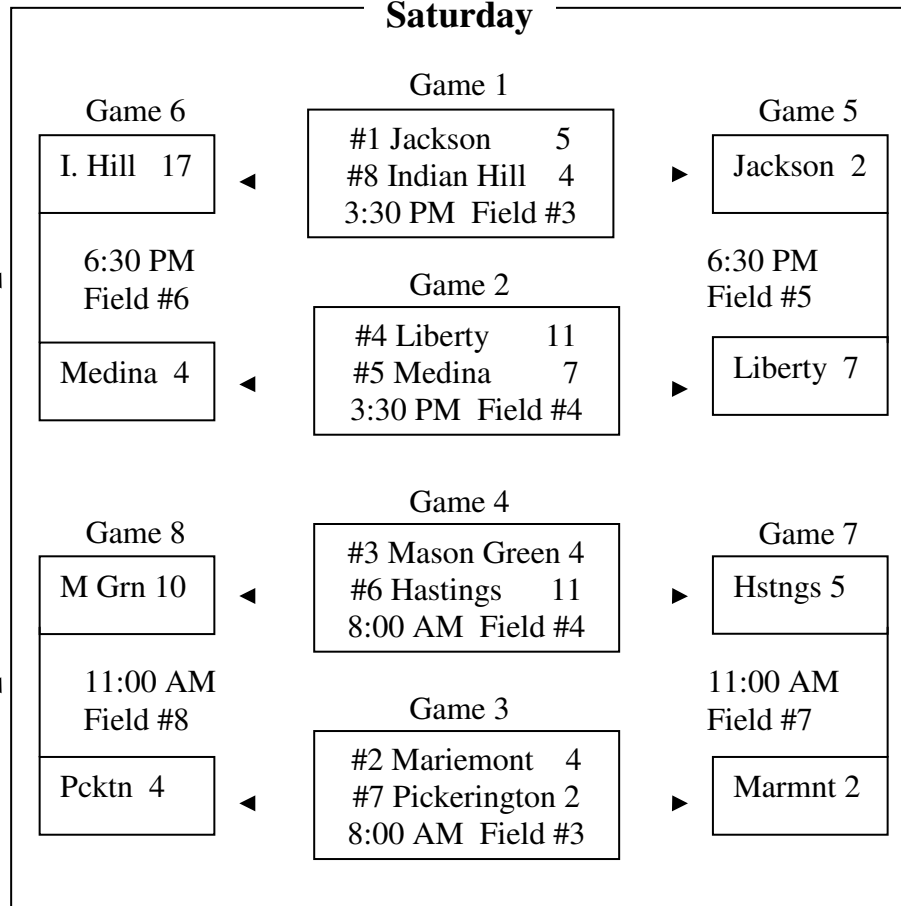 Saturday
Game 1
Game 6
Game 5
#1 Jackson 5
#8 Indian Hill 4
3:30 PM Field #3
I. Hill 17
Jackson 2
6:30 PM
Field #6
6:30 PM
Field #5
Game 2
#4 Liberty 11
#5 Medina 7
3:30 PM Field #4
Medina 4
Liberty 7
Game 4
Game 8
Game 7
#3 Mason Green 4
#6 Hastings 11
8:00 AM Field #4
M Grn 10
Hstngs 5
11:00 AM
Field #8
11:00 AM
Field #7
Game 3
#2 Mariemont 4
#7 Pickerington 2
8:00 AM Field #3
Pcktn 4
Marmnt 2